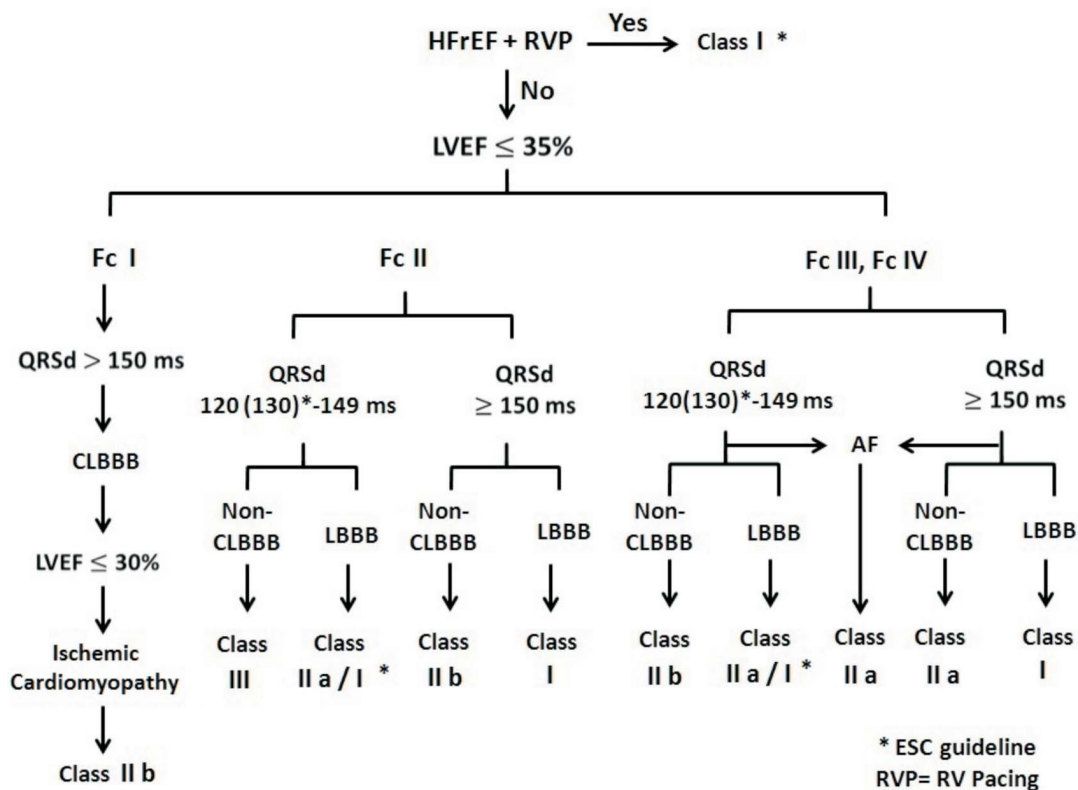 HFrEF + RVP
Yes
Class I *
No
LVEF ≤ 35%
Fc I
Fc II
Fc III, Fc IV
QRSd > 150 ms
CLBBB
LVEF ≤ 30%
Ischemic
Cardiomyopathy
Class II b
QRSd
120 (130)*-149 ms
QRSd
≥ 150 ms
Non-
CLBBB
LBBB
Non-
CLBBB
LBBB
Class
III
Class
II a / I *
Class
II b
Class
I
QRSd
120(130)*-149 ms
AF
QRSd
≥ 150 ms
Non-
CLBBB
LBBB
Non-
CLBBB
LBBB
Class
II b
Class
II a / I *
Class
II a
Class
II a
Class
I
* ESC guideline
RVP= RV Pacing